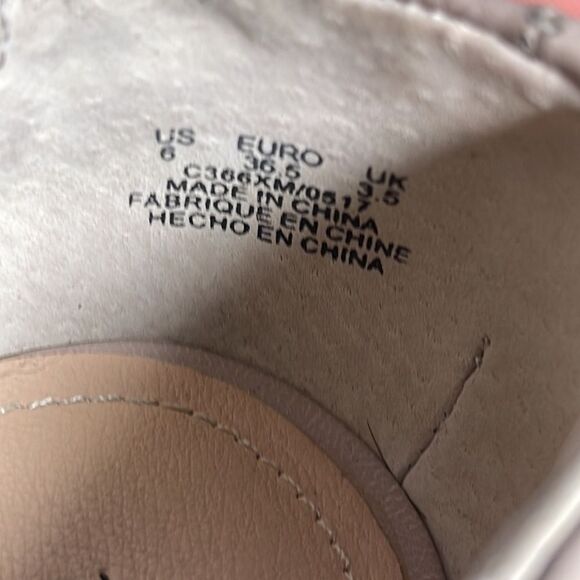 US EURO UK
6 36.5 3.5
C366XM/0517
MADE IN CHINA
FABRIQUE EN CHINE
HECHO EN CHINA